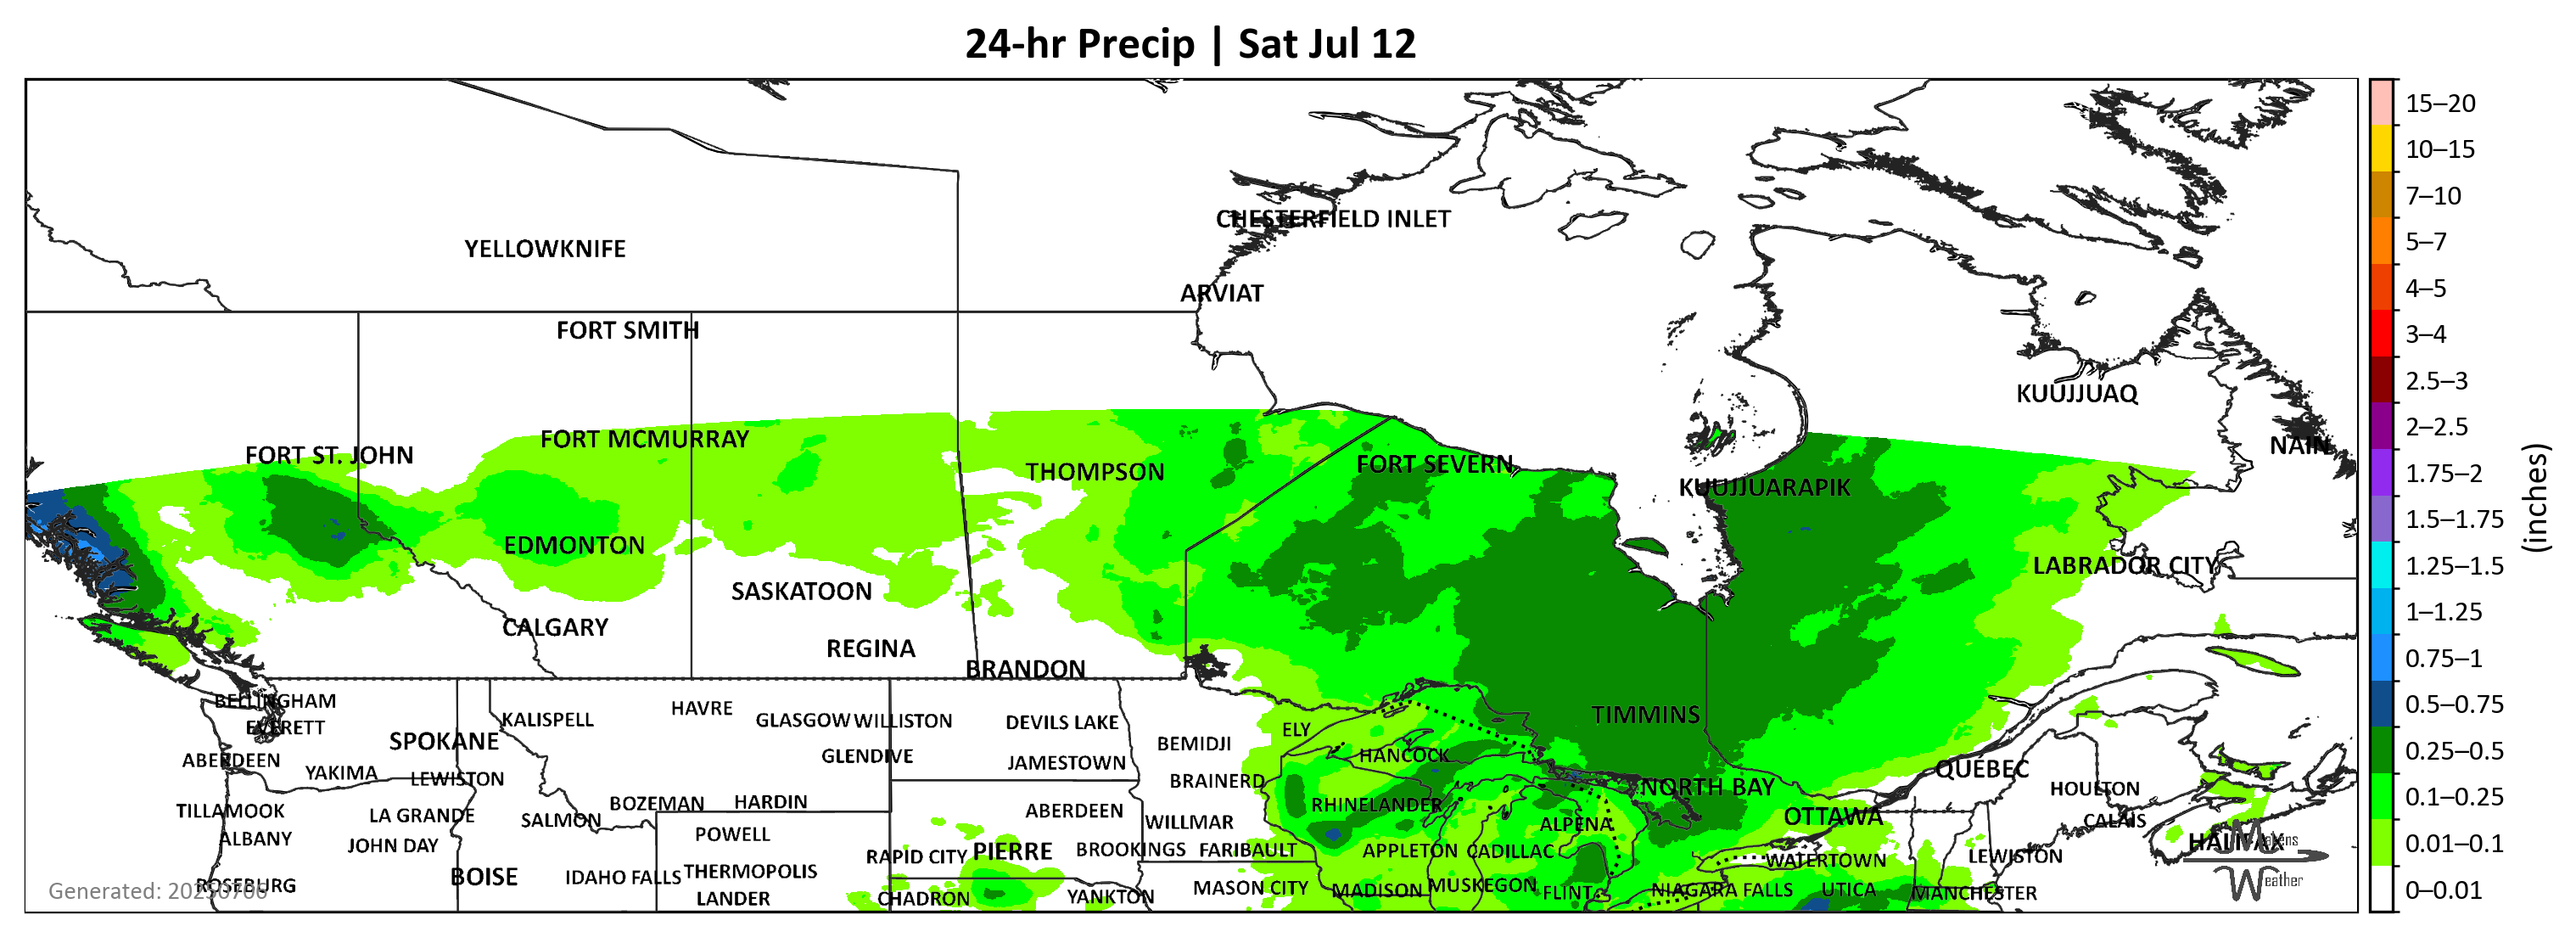 24-hr Precip | Sat Jul 12
CHESTERFIELD INLET
YELLOWKNIFE
ARVIAT
FORT SMITH
KUUJJUAQ
FORT MCMURRAY
NAIN
FORT ST. JOHN
FORT SEVERN
THOMPSON
KUUJJUARAPIK
EDMONTON
LABRADOR CITY
SASKATOON
CALGARY
REGINA
BRANDON
BELLINGHAM
HAVRE
TIMMINS
KALISPELL
GLASGOW WILLISTON
DEVILS LAKE
EVERETT
ELY
SPOKANE
BEMIDJI
HANCOCK
GLENDIVE
ABERDEEN
JAMESTOWN
QUÉBEC
YAKIMA
LEWISTON
BRAINERD
NORTH BAY
HOULTON
BOZEMAN
HARDIN
RHINELANDER
TILLAMOOK
ABERDEEN
LA GRANDE
OTTAWA
SALMON
WILLMAR
CALAIS
ALPENA
POWELL
ALBANY
HALIFAX
JOHN DAY
BROOKINGS
FARIBAULT
PIERRE
APPLETON
CADILLAC
RAPID CITY
LEWISTON
WATERTOWN
THERMOPOLIS
BOISE
IDAHO FALLS
MUSKEGON
ROSEBURG
MASON CITY
MADISON
NIAGARA FALLS
UTICA
FLINT
MANCHESTER
YANKTON
LANDER
CHADRON
Weather
15–20
10–15
7–10
5–7
4–5
3–4
2.5–3
2–2.5
1.75–2
1.5–1.75
1.25–1.5
1–1.25
0.75–1
0.5–0.75
0.25–0.5
0.1–0.25
0.01–0.1
0–0.01
(inches)
Generated: